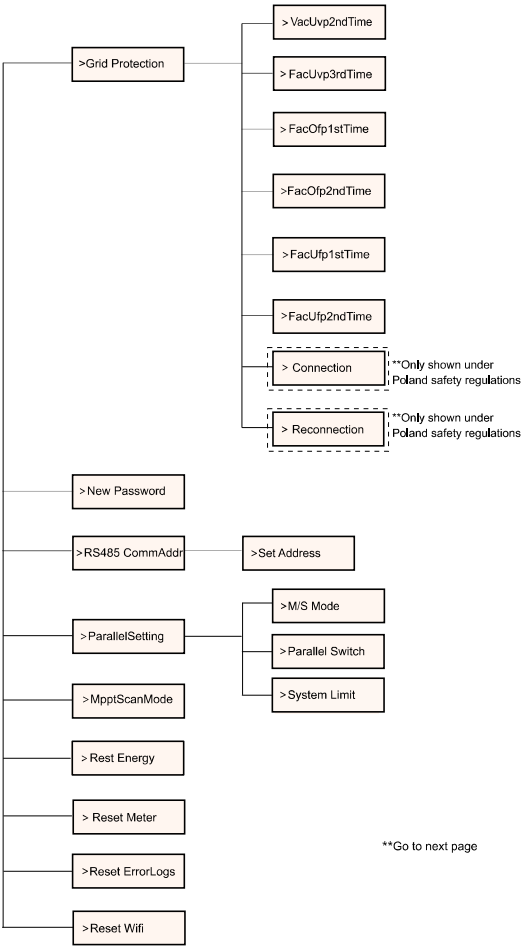 > VacUvp2ndTime
>Grid Protection
> FacUvp3rdTime
> FacOfp1stTime
>FacOfp2ndTime
> FacUfp1stTime
> FacUfp2ndTime
> Connection
**Only shown under
Poland safety regulations
> Reconnection
**Only shown under
Poland safety regulations
>New Password
>RS485 CommAddr
>Set Address
>M/S Mode
>ParallelSetting
>Parallel Switch
>System Limit
>MpptScanMode
> Rest Energy
> Reset Meter
**Go to next page
>Reset ErrorLogs
> Reset Wifi